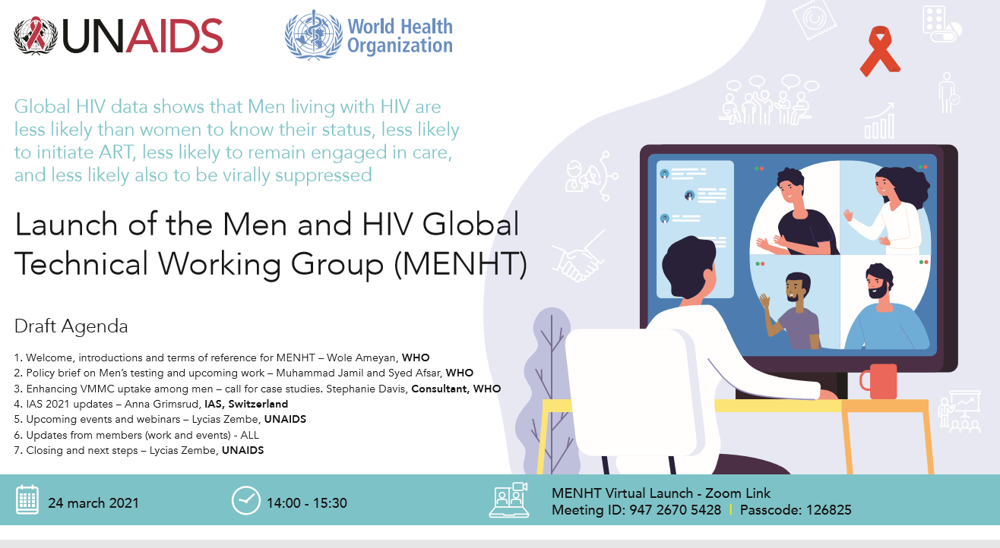 UNAIDS
World Health
Organization
Global HIV data shows that Men living with HIV are
less likely than women to know their status, less likely
to initiate ART, less likely to remain engaged in care,
and less likely also to be virally suppressed
Launch of the Men and HIV Global
Technical Working Group (MENHT)
Draft Agenda
1. Welcome, introductions and terms of reference for MENHT – Wole Ameyan, WHO
2. Policy brief on Men’s testing and upcoming work – Muhammad Jamil and Syed Afsar, WHO
3. Enhancing VMMC uptake among men – call for case studies. Stephanie Davis, Consultant, WHO
4. IAS 2021 updates – Anna Grimsrud, IAS, Switzerland
5. Upcoming events and webinars – Lycias Zembe, UNAIDS
6. Updates from members (work and events) - ALL
7. Closing and next steps – Lycias Zembe, UNAIDS
24 march 2021
14:00 - 15:30
MENHT Virtual Launch - Zoom Link
Meeting ID: 947 2670 5428 | Passcode: 126825